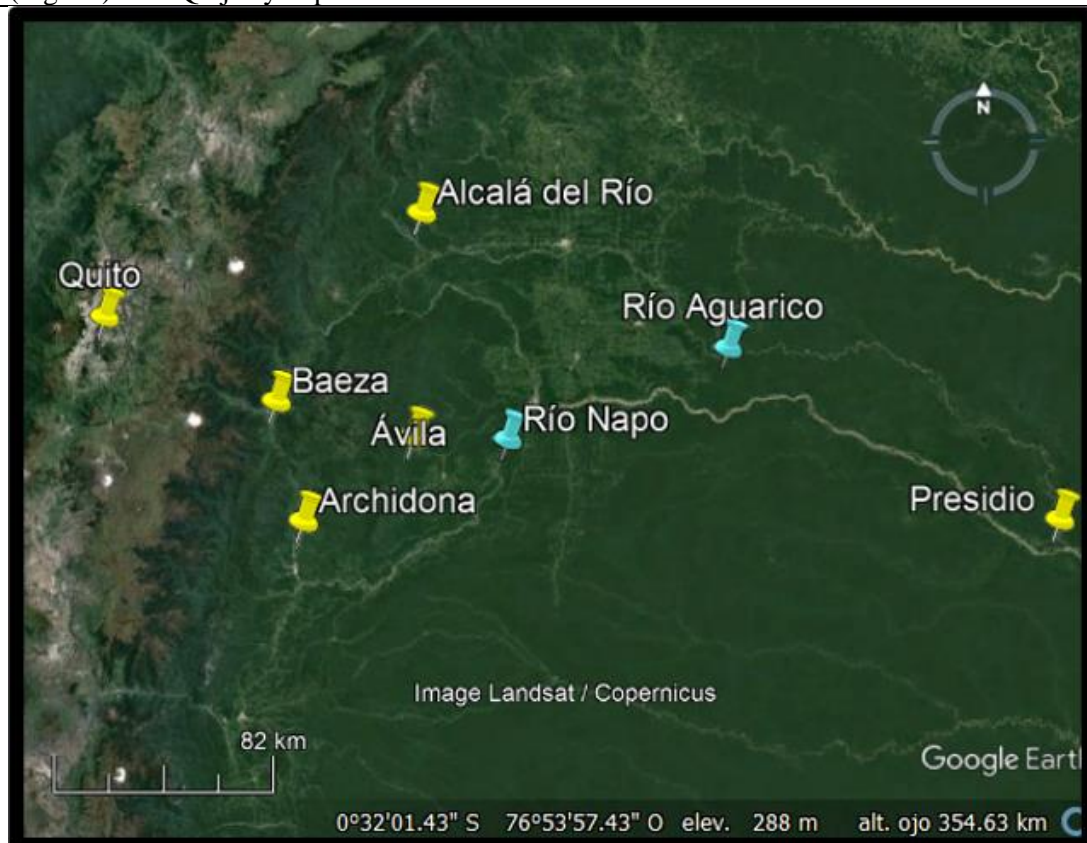 N
Alcalá del Río
Quito
Río Aguarico
Baeza
Ávila
Río Napo
Archidona
Presidio
Image Landsat / Copernicus
82 km
Google Eart
0°32'01.43" S 76°53'57.43" O elev. 288 m alt. ojo 354.63 km